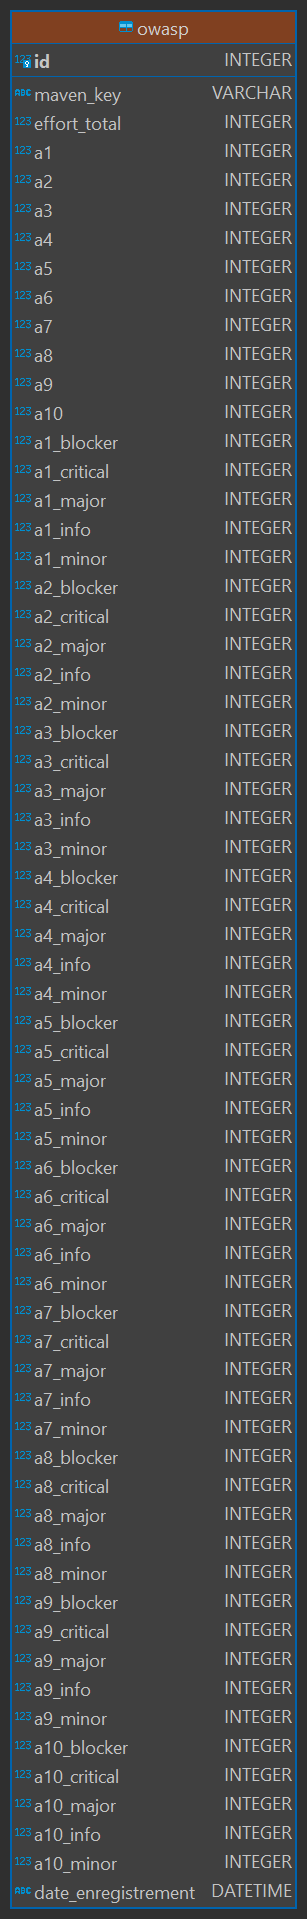 owasp
123 id INTEGER
ABC maven_key VARCHAR
123 effort_total INTEGER
123 a1 INTEGER
123 a2 INTEGER
123 a3 INTEGER
123 a4 INTEGER
123 a5 INTEGER
123 a6 INTEGER
123 a7 INTEGER
123 a8 INTEGER
123 a9 INTEGER
123 a10 INTEGER
123 a1_blocker INTEGER
123 a1_critical INTEGER
123 a1_major INTEGER
123 a1_info INTEGER
123 a1_minor INTEGER
123 a2_blocker INTEGER
123 a2_critical INTEGER
123 a2_major INTEGER
123 a2_info INTEGER
123 a2_minor INTEGER
123 a3_blocker INTEGER
123 a3_critical INTEGER
123 a3_major INTEGER
123 a3_info INTEGER
123 a3_minor INTEGER
123 a4_blocker INTEGER
123 a4_critical INTEGER
123 a4_major INTEGER
123 a4_info INTEGER
123 a4_minor INTEGER
123 a5_blocker INTEGER
123 a5_critical INTEGER
123 a5_major INTEGER
123 a5_info INTEGER
123 a5_minor INTEGER
123 a6_blocker INTEGER
123 a6_critical INTEGER
123 a6_major INTEGER
123 a6_info INTEGER
123 a6_minor INTEGER
123 a7_blocker INTEGER
123 a7_critical INTEGER
123 a7_major INTEGER
123 a7_info INTEGER
123 a7_minor INTEGER
123 a8_blocker INTEGER
123 a8_critical INTEGER
123 a8_major INTEGER
123 a8_info INTEGER
123 a8_minor INTEGER
123 a9_blocker INTEGER
123 a9_critical INTEGER
123 a9_major INTEGER
123 a9_info INTEGER
123 a9_minor INTEGER
123 a10_blocker INTEGER
123 a10_critical INTEGER
123 a10_major INTEGER
123 a10_info INTEGER
123 a10_minor INTEGER
ABC date_enregistrement DATETIME